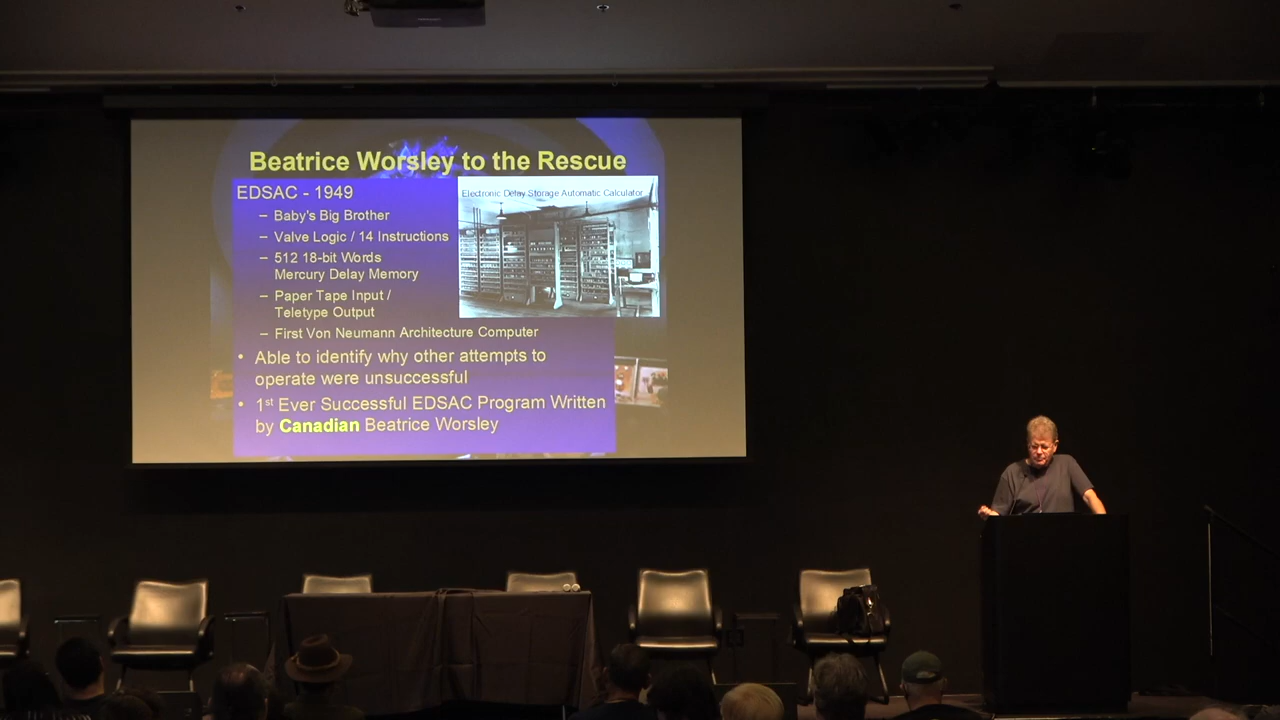 Beatrice Worsley to the Rescue
EDSAC - 1949
Electronic Delay Storage Automatic Calculator
– Baby's Big Brother
– Valve Logic / 14 Instructions
– 512 18-bit Words
Mercury Delay Memory
– Paper Tape Input /
Teletype Output
– First Von Neumann Architecture Computer
• Able to identify why other attempts to
operate were unsuccessful
• 1st Ever Successful EDSAC Program Written
by Canadian Beatrice Worsley